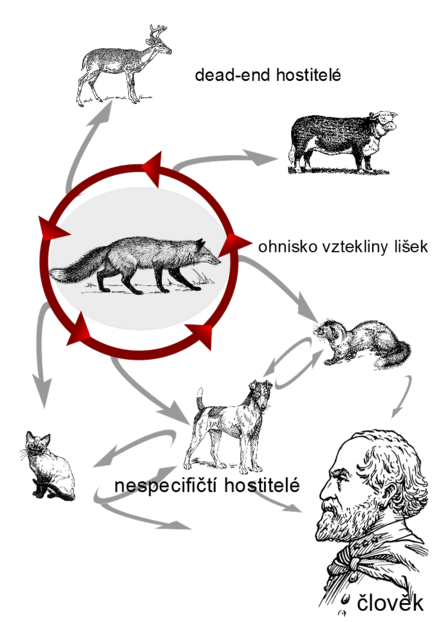 dead-end hostitelé
ohnisko vztekliny lišek
nespecifičtí hostitelé
člověk